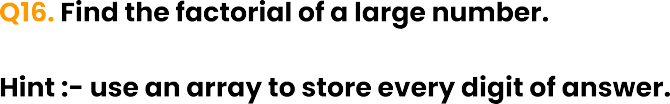 Q16. Find the factorial of a large number.
Hint :- use an array to store every digit of answer.